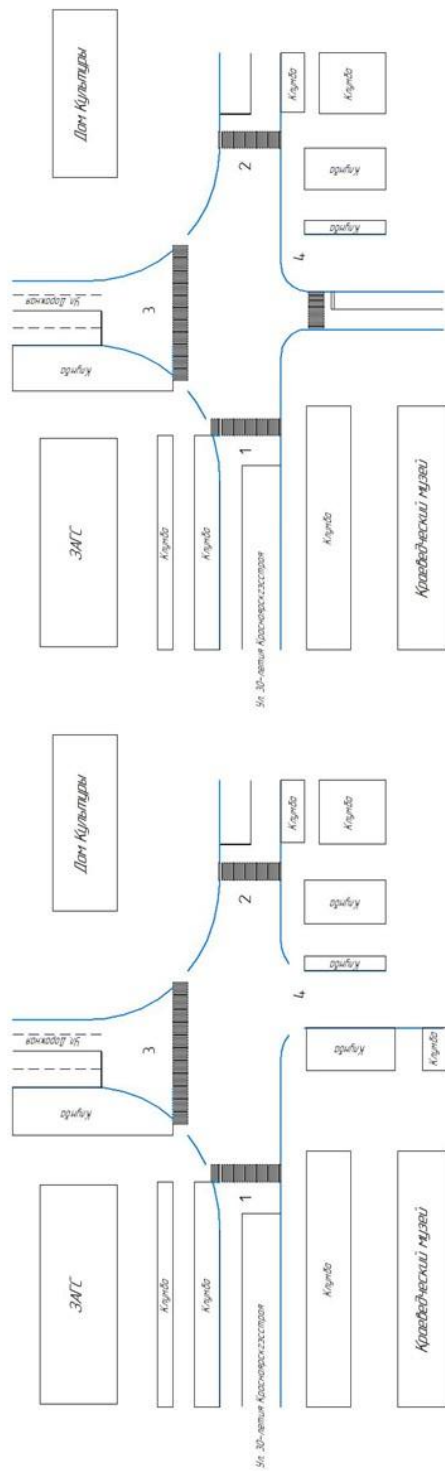 Дом Культуры
ЗАГС
Ул. Дорожная
Клумба
3
Клумба
Клумба
1
2
Ул. 30-летия Красноярскгэсстроя
4
Клумба
Клумба
Клумба
Клумба
Клумба
Клумба
Клумба
Краеведческий музей
Дом Культуры
ЗАГС
Ул. Дорожная
Клумба
3
Клумба
Клумба
1
2
Ул. 30-летия Красноярскгэсстроя
4
Клумба
Клумба
Клумба
Клумба
Клумба
Краеведческий музей